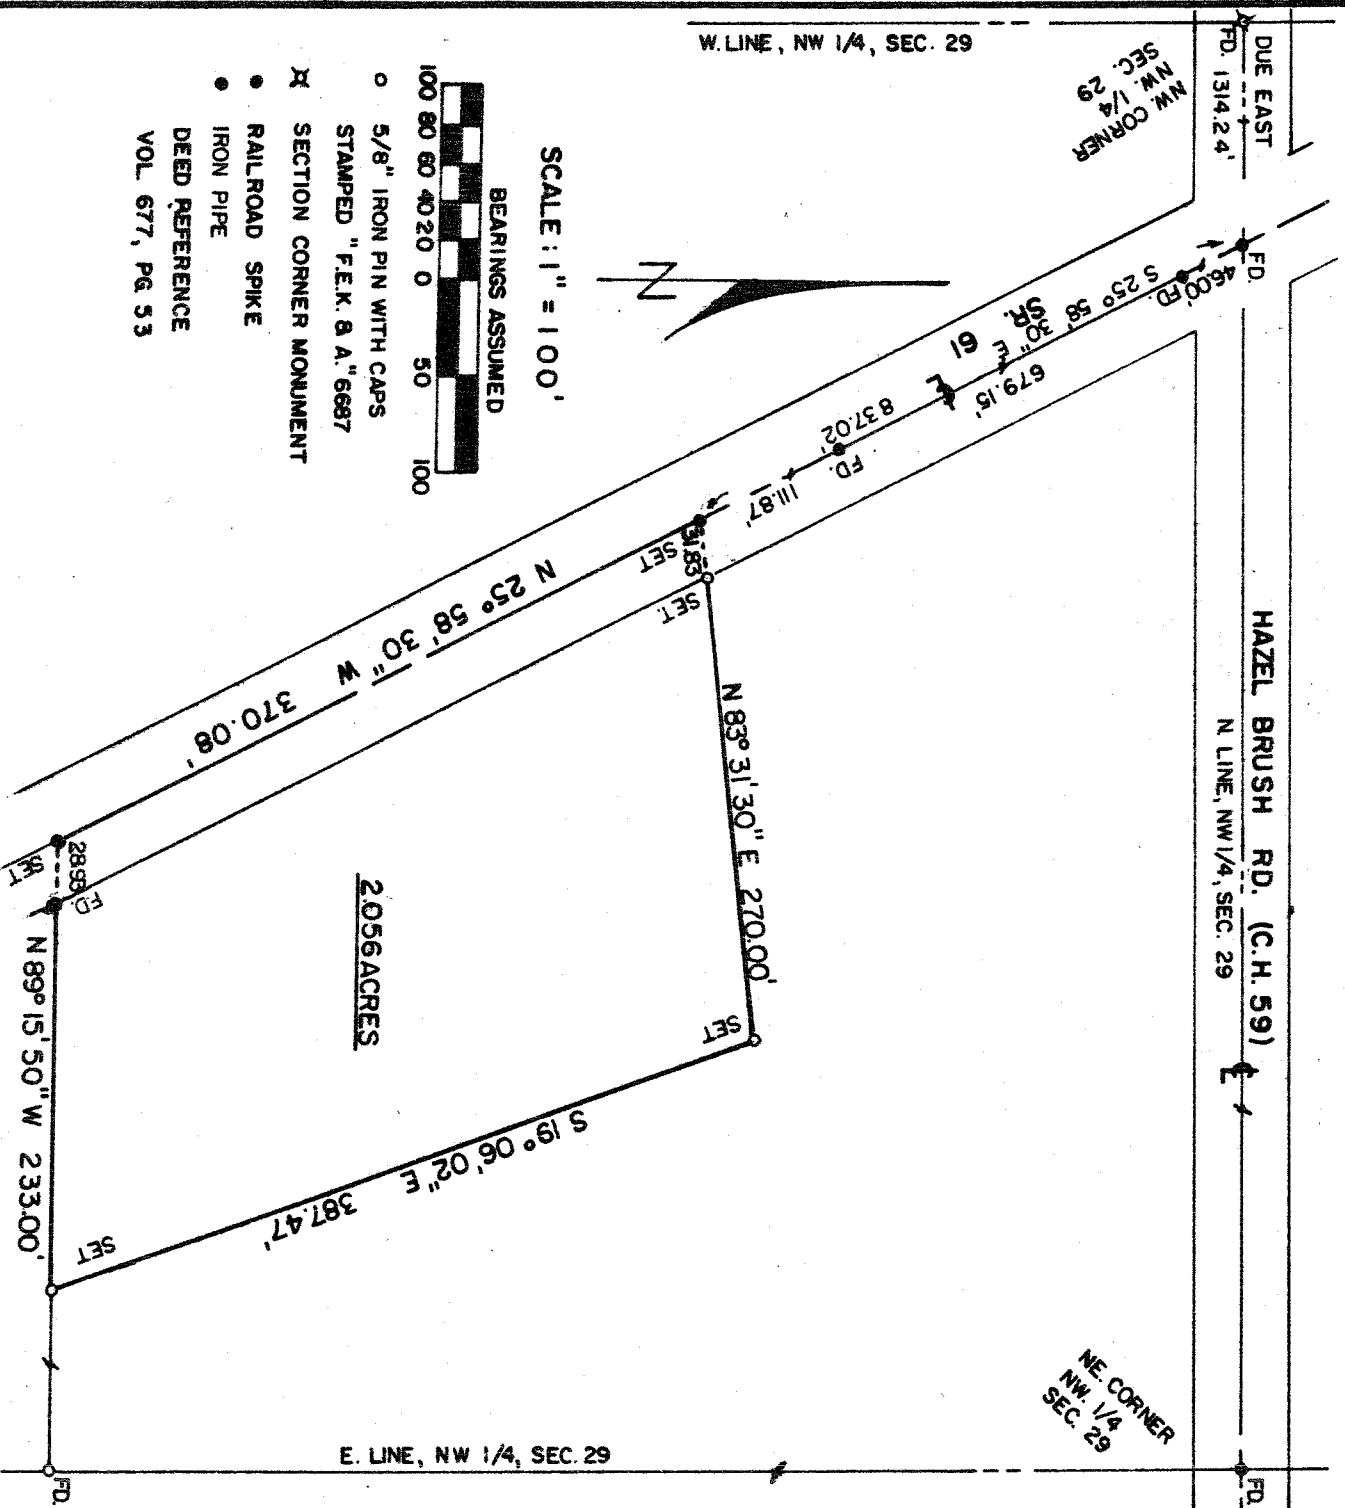 W. LINE, NW 1/4, SEC. 29
NW. CORNER
NW. 1/4
SEC. 29
DUE EAST
FD. 1314.24'
FD.
46.00'
FD.
S 25° 58' 30" E
679.15'
SR. 61
837.02'
FD.
111.87'
SET
31.83
SET.
HAZEL BRUSH RD. (C.H. 59)
N. LINE, NW 1/4, SEC. 29
SCALE : 1" = 100'
BEARINGS ASSUMED
100 80 60 40 20 0 50 100
o 5/8" IRON PIN WITH CAPS
STAMPED "F.E.K. & A." 6687
SECTION CORNER MONUMENT
● RAILROAD SPIKE
● IRON PIPE
DEED REFERENCE
VOL. 677, PG. 53
N
N 25° 58' 30" W 370.08'
N 83° 31' 30" E 270.00'
SET
28.93
FD.
SET
2.056 ACRES
S 19° 06' 02" E 387.47'
N 89° 15' 50" W 233.00'
SET
NE. CORNER
NW. 1/4
SEC. 29
E. LINE, NW 1/4, SEC. 29
FD.
FD.